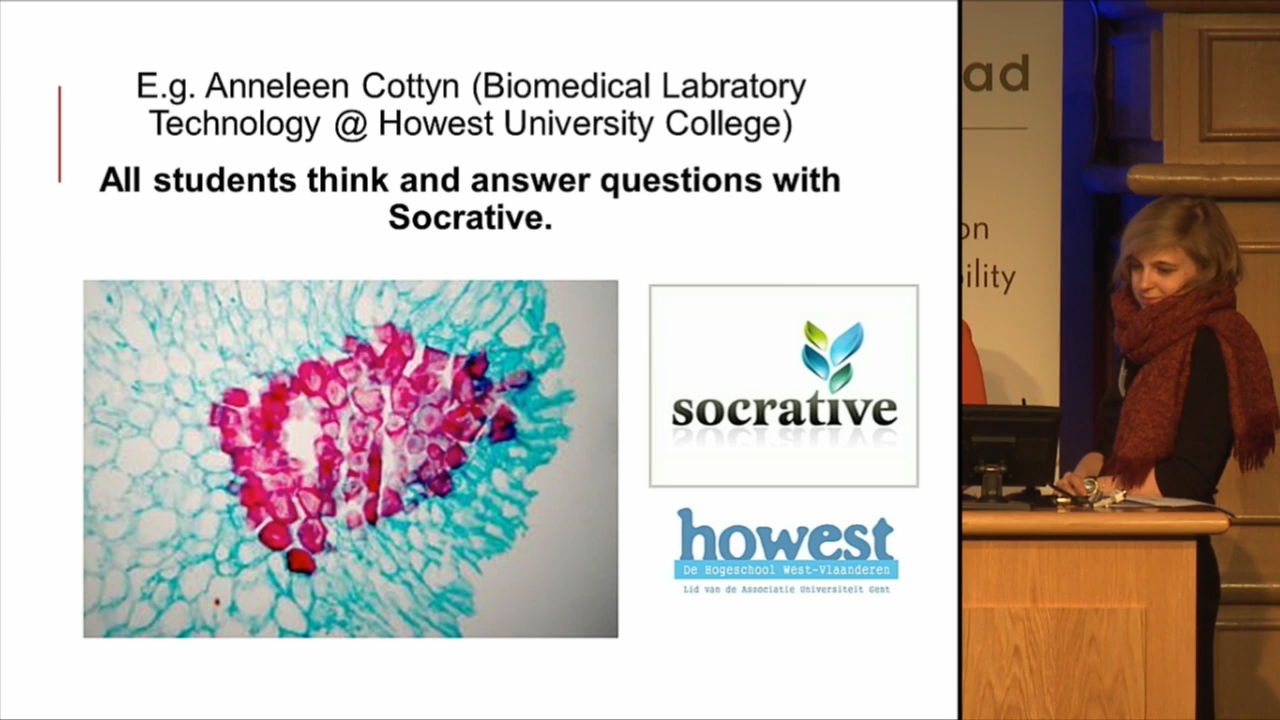 E.g. Anneleen Cottyn (Biomedical Labratory
Technology @ Howest University College)
All students think and answer questions with
Socrative.
socrative
howest
De Hogeschool West-Vlaanderen
Lid van de Associatie Universiteit Gent
ad
on
ility